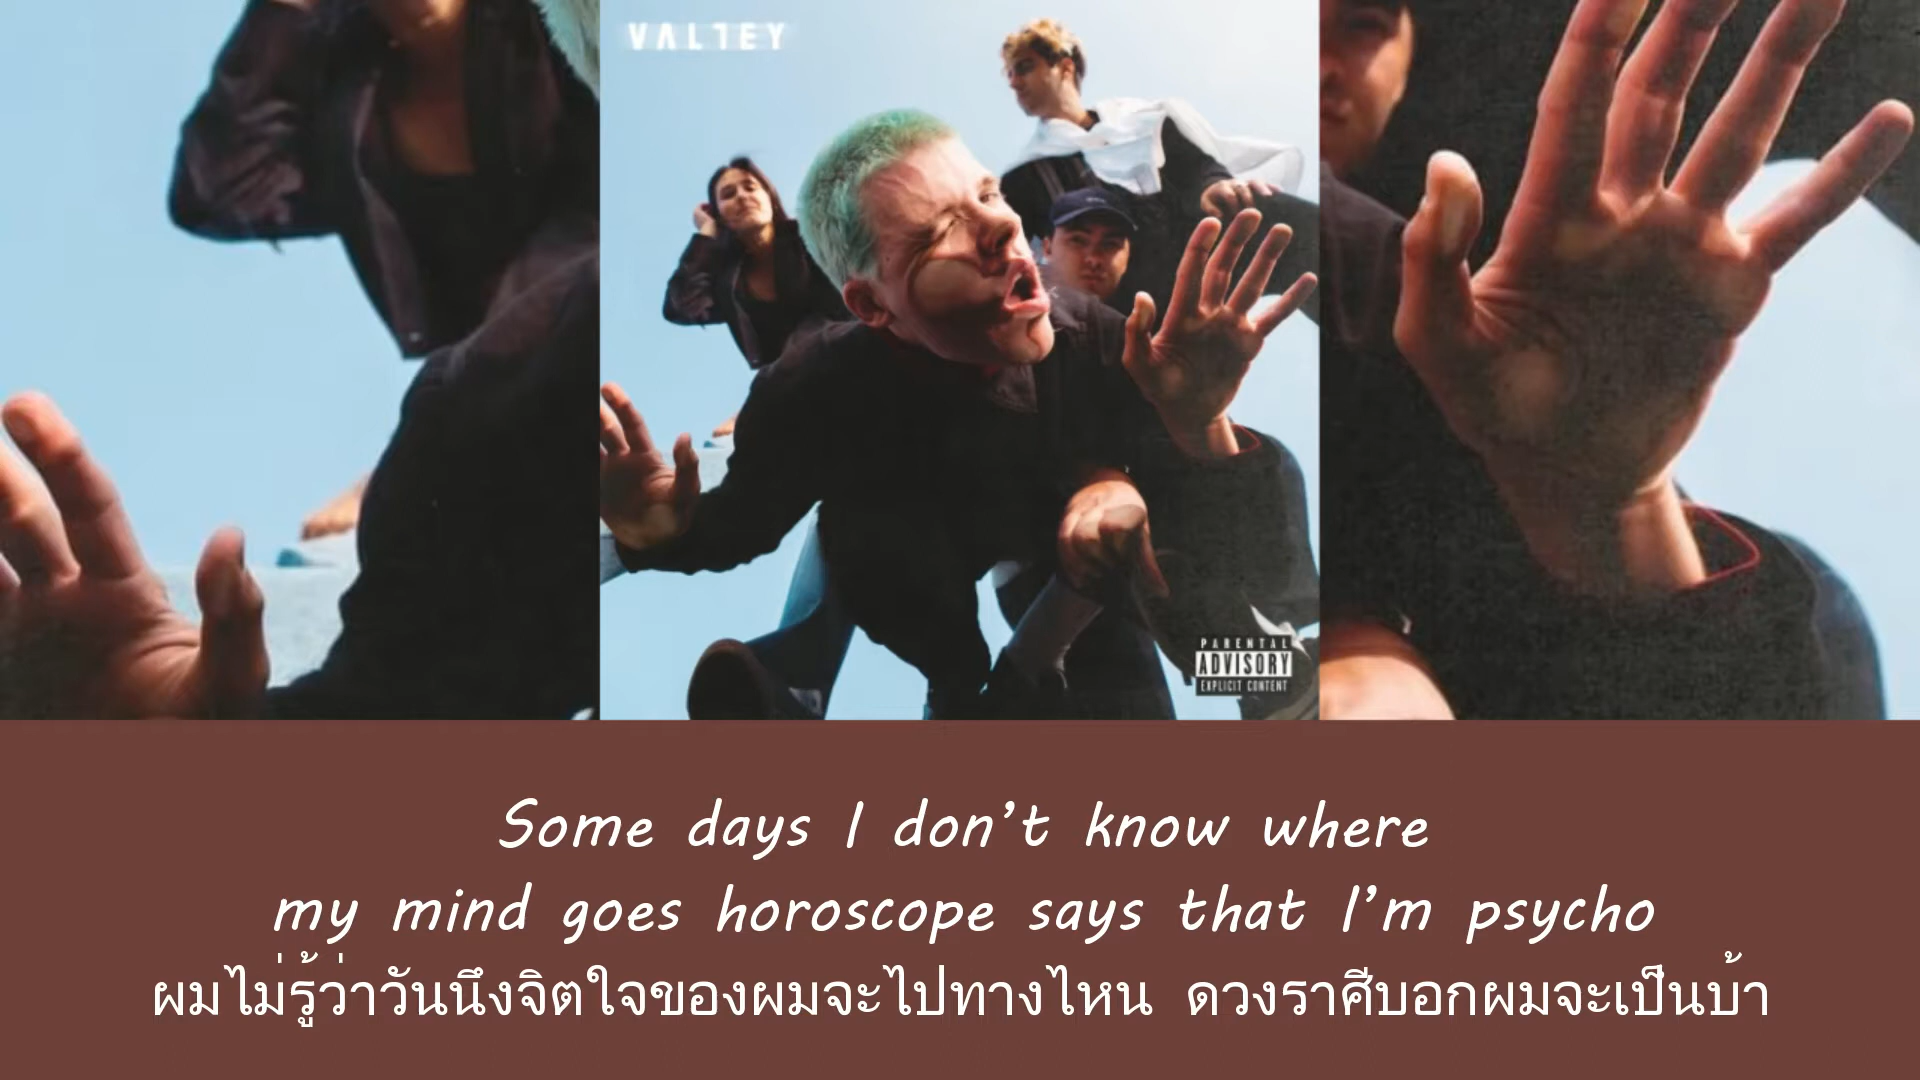 VALLEY
PARENTAL
ADVISORY
EXPLICIT CONTENT
Some days I don't know where
my mind goes horoscope says that I'm psycho
ผมไม่รู้ว่าวันนึงจิตใจของผมจะไปทางไหน ดวงราศีบอกผมจะเป็นบ้า